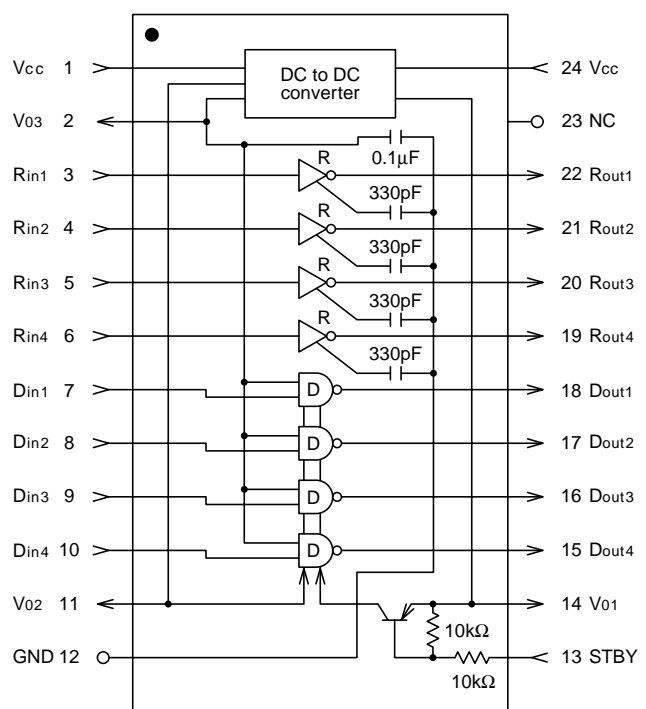 Vcc 1
DC to DC
converter
24 Vcc
V03 2
23 NC
0.1µF
Rin1 3
R
22 Rout1
330pF
Rin2 4
R
21 Rout2
330pF
Rin3 5
R
20 Rout3
330pF
Rin4 6
R
19 Rout4
330pF
Din1 7
D
18 Dout1
Din2 8
D
17 Dout2
Din3 9
D
16 Dout3
Din4 10
D
15 Dout4
V02 11
14 V01
10kΩ
GND 12
13 STBY
10kΩ